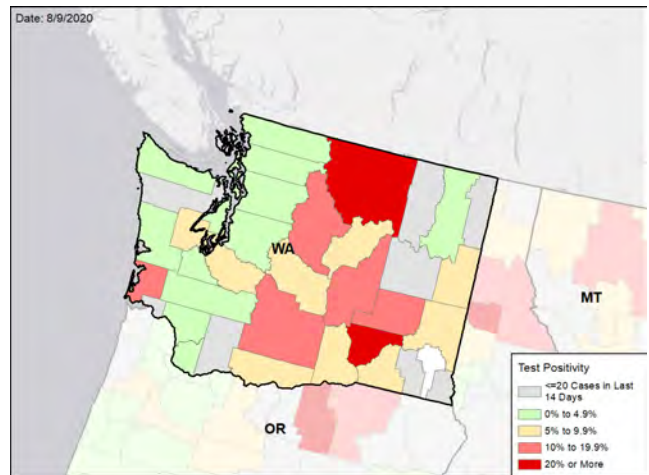 Date: 8/9/2020
WA
MT
OR
Test Positivity
<=20 Cases in Last
14 Days
0% to 4.9%
5% to 9.9%
10% to 19.9%
20% or More